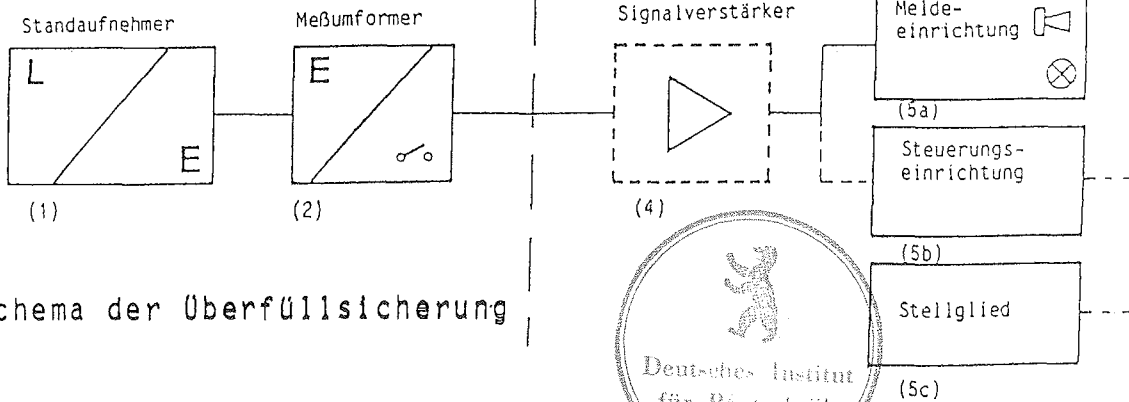 Standaufnehmer
Meßumformer
Signalverstärker
Melde-
einrichtung
L
E
E
(1)
(2)
(4)
(5a)
Steuerungs-
einrichtung
(5b)
Stellglied
(5c)
chema der Überfüllsicherung
Deutsches Institut
für